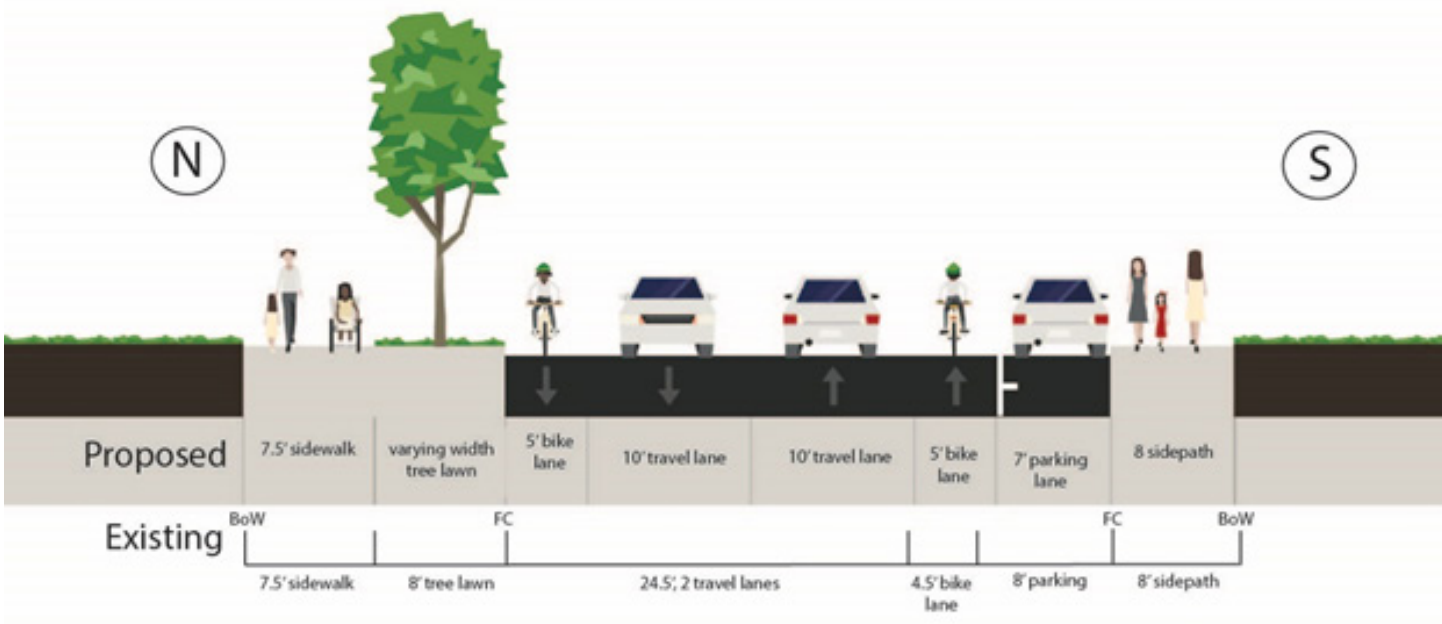 N
S
Proposed
7.5' sidewalk
varying width
tree lawn
5' bike
lane
10' travel lane
10' travel lane
5' bike
lane
7' parking
lane
8 sidepath
Existing
BoW
FC
FC
BoW
7.5' sidewalk
8' tree lawn
24.5', 2 travel lanes
4.5' bike
lane
8' parking
8' sidepath